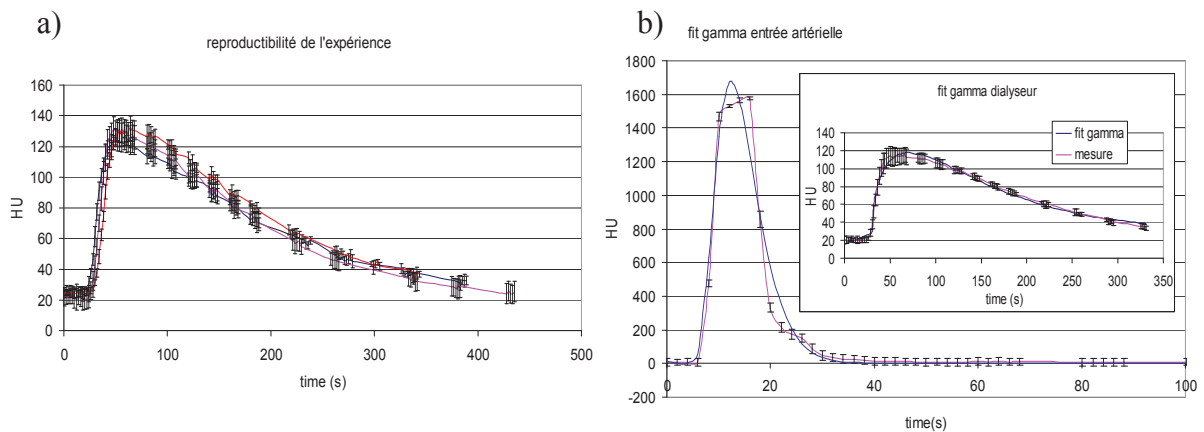 a)
reproductibilité de l'expérience
160
140
120
100
80
60
40
20
0
HU
0 100 200 300 400 500
time (s)
b)
fit gamma entrée artérielle
1800
1600
1400
1200
1000
800
600
400
200
0
-200
HU
0 20 40 60 80 100
time(s)
fit gamma dialyseur
fit gamma
mesure
140
120
100
80
60
40
20
0
HU
0 50 100 150 200 250 300 350
time (s)